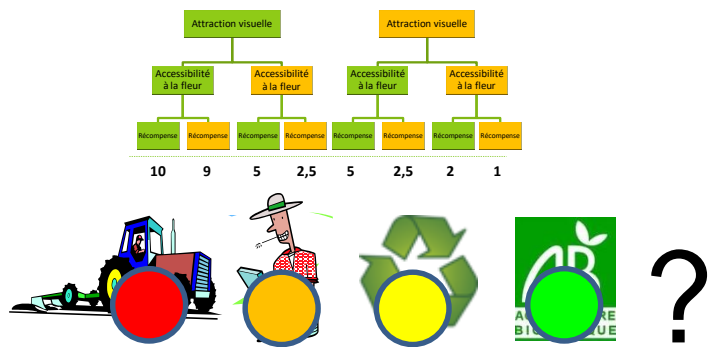 Attraction visuelle Attraction visuelle
Accessibilité Accessibilité Accessibilité Accessibilité
à la fleur à la fleur à la fleur à la fleur
Récompense Récompense Récompense Récompense Récompense Récompense Récompense Récompense
10 9 5 2,5 5 2,5 2 1
AB
?